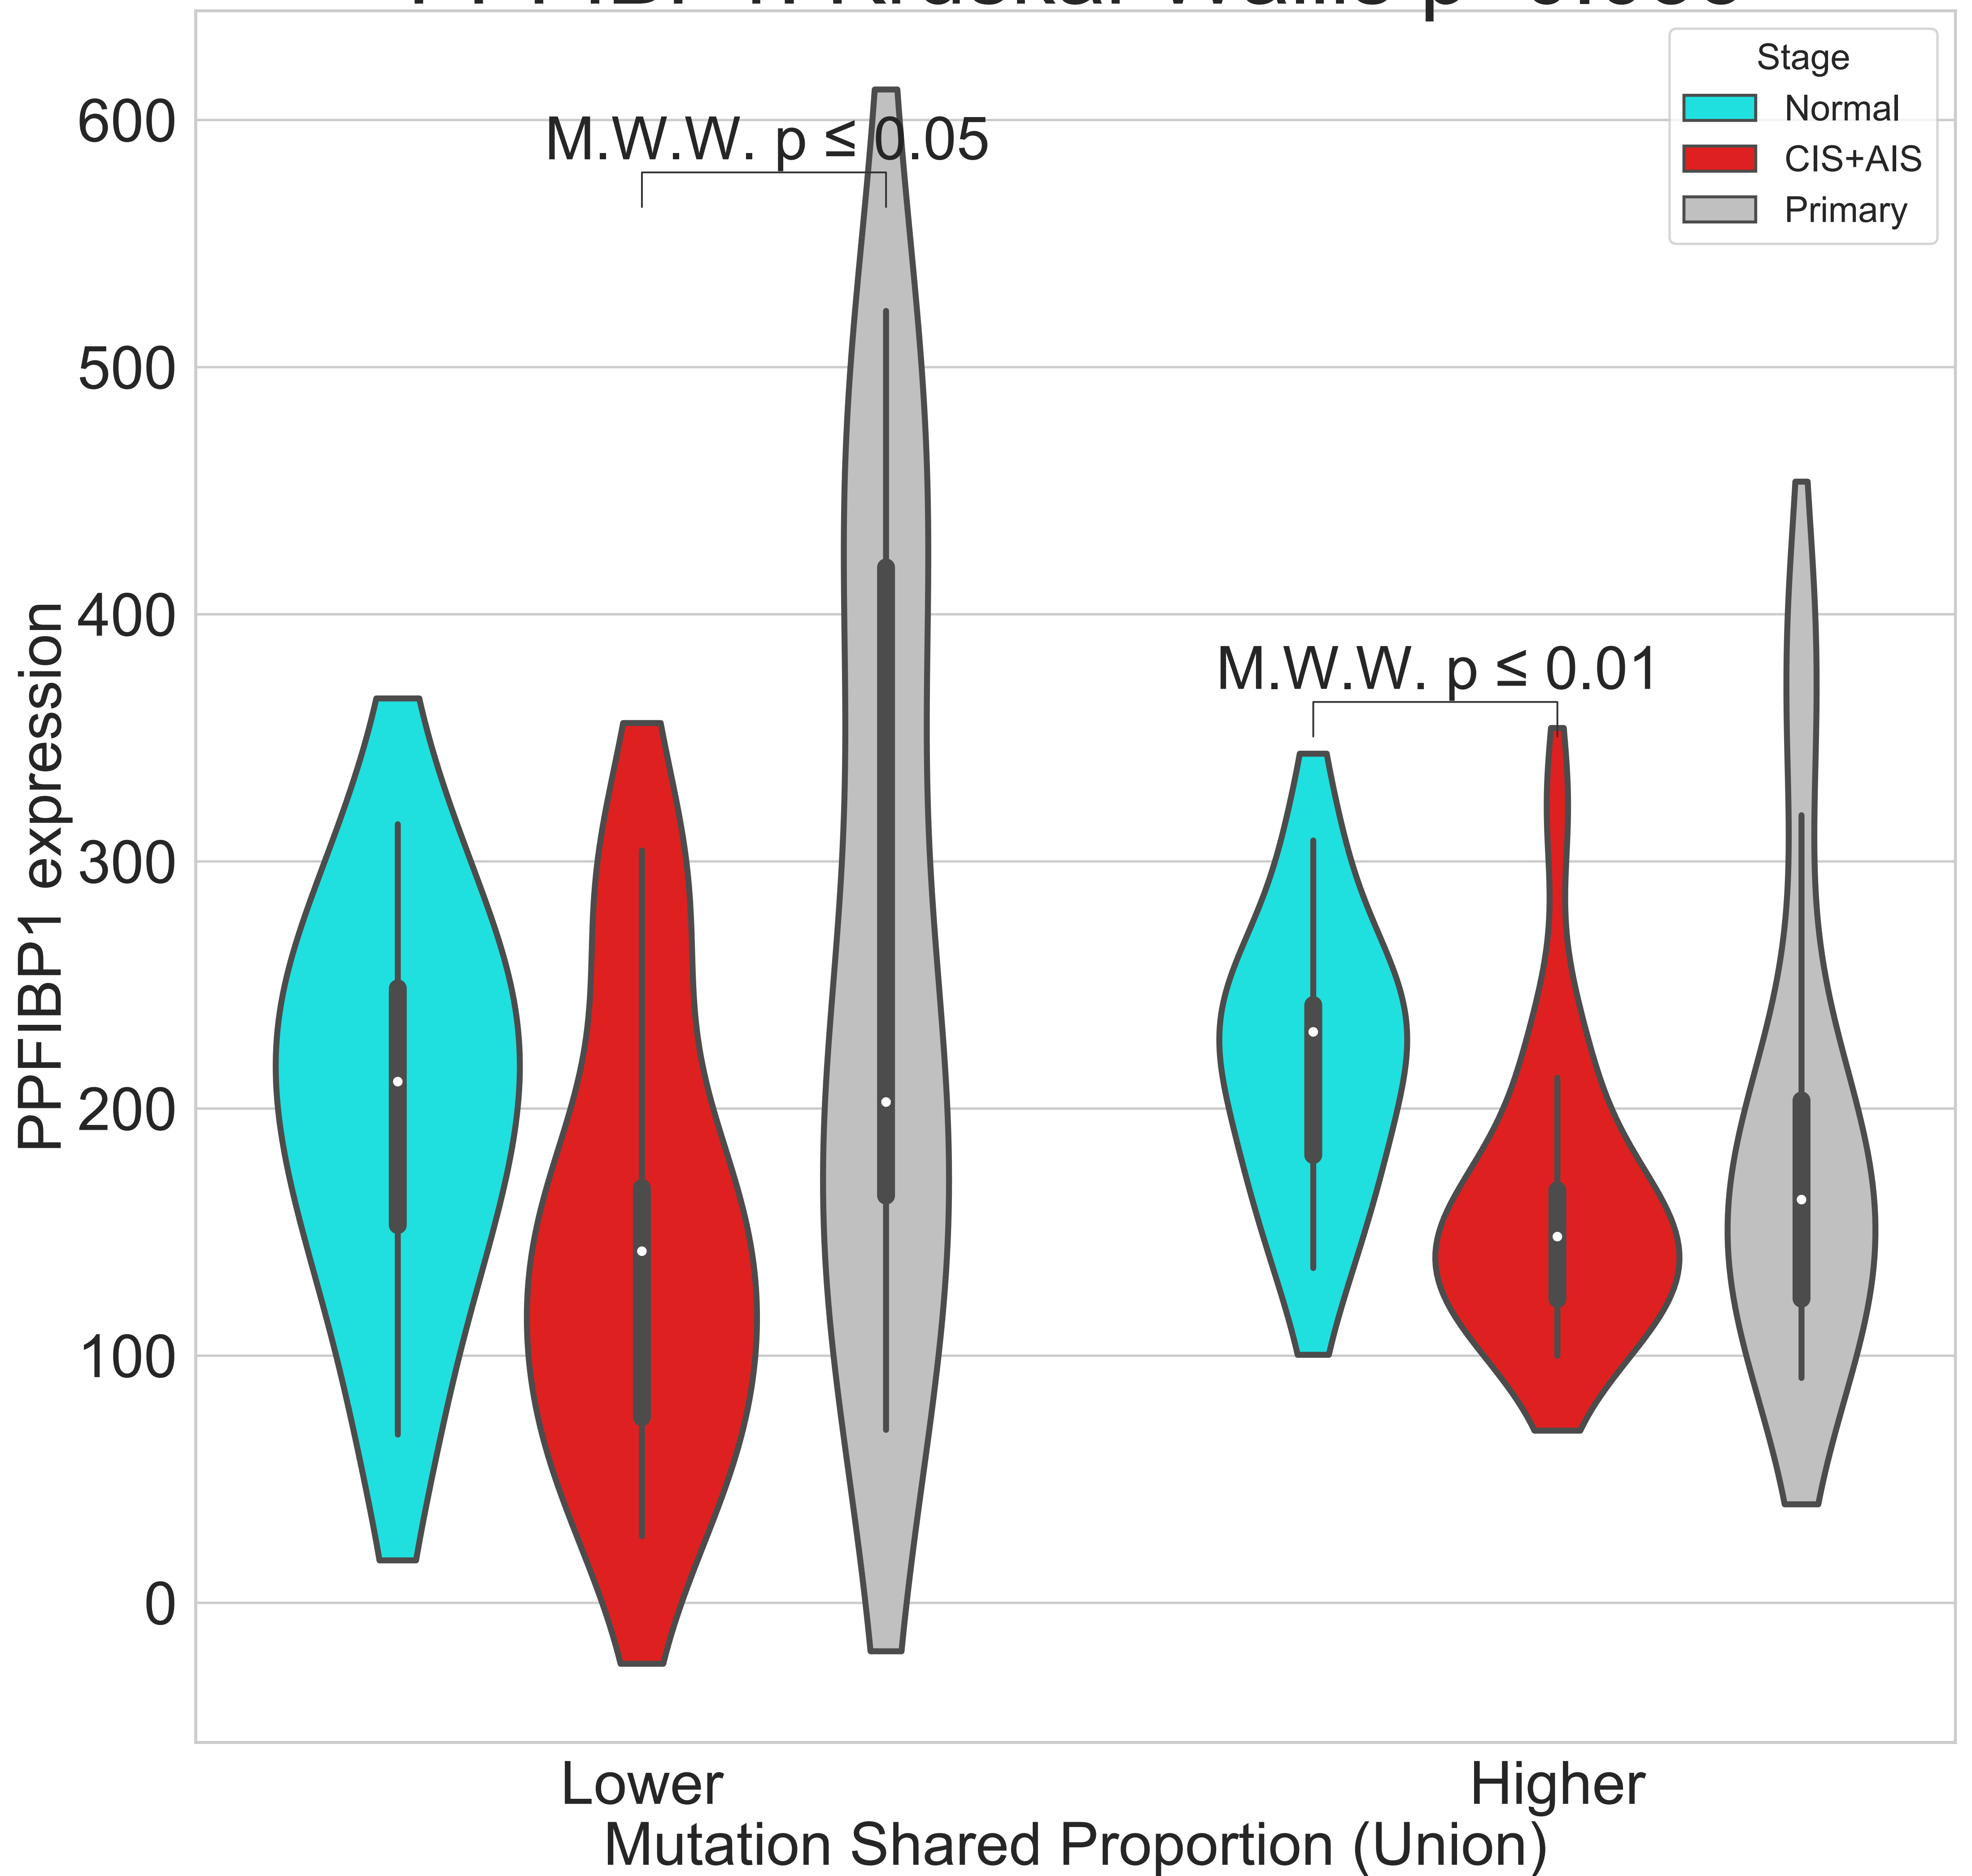 Stage
Normal
CIS+AIS
Primary
600
500
400
300
200
100
0
PPFIBP1 expression
M.W.W. p ≤ 0.05
M.W.W. p ≤ 0.01
Lower
Higher
Mutation Shared Proportion (Union)